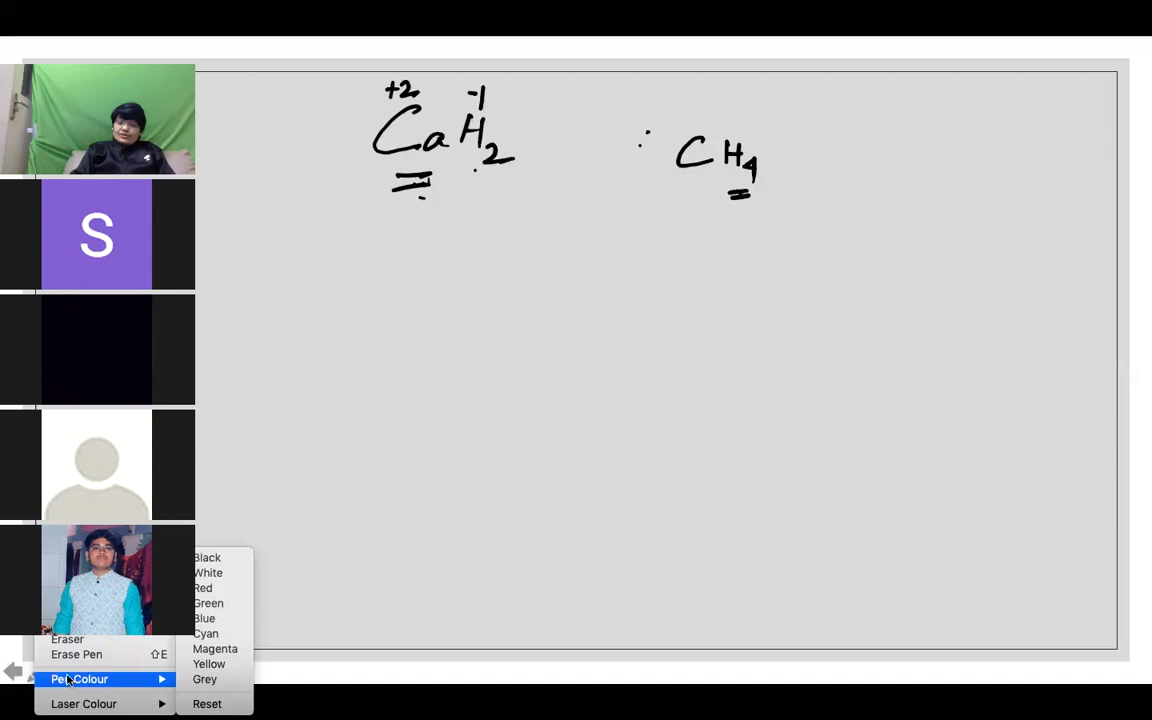 +2 -1
CaH2
CH4
S
Eraser
Erase Pen ⇧E
Pen Colour
Laser Colour
Black
White
Red
Green
Blue
Cyan
Magenta
Yellow
Grey
Reset